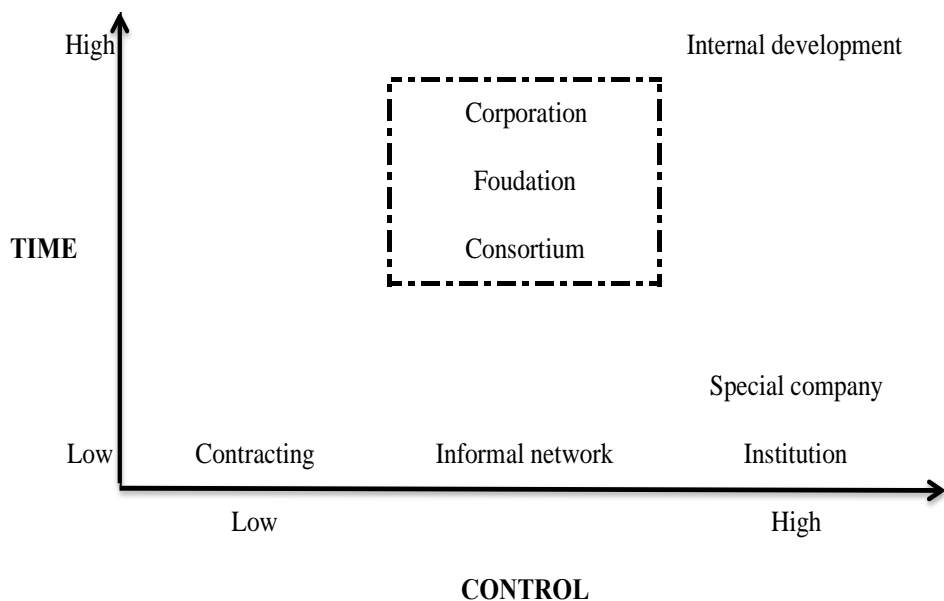 High
Internal development
Corporation
Foudation
TIME
Consortium
Special company
Low
Contracting
Informal network
Institution
Low
High
CONTROL